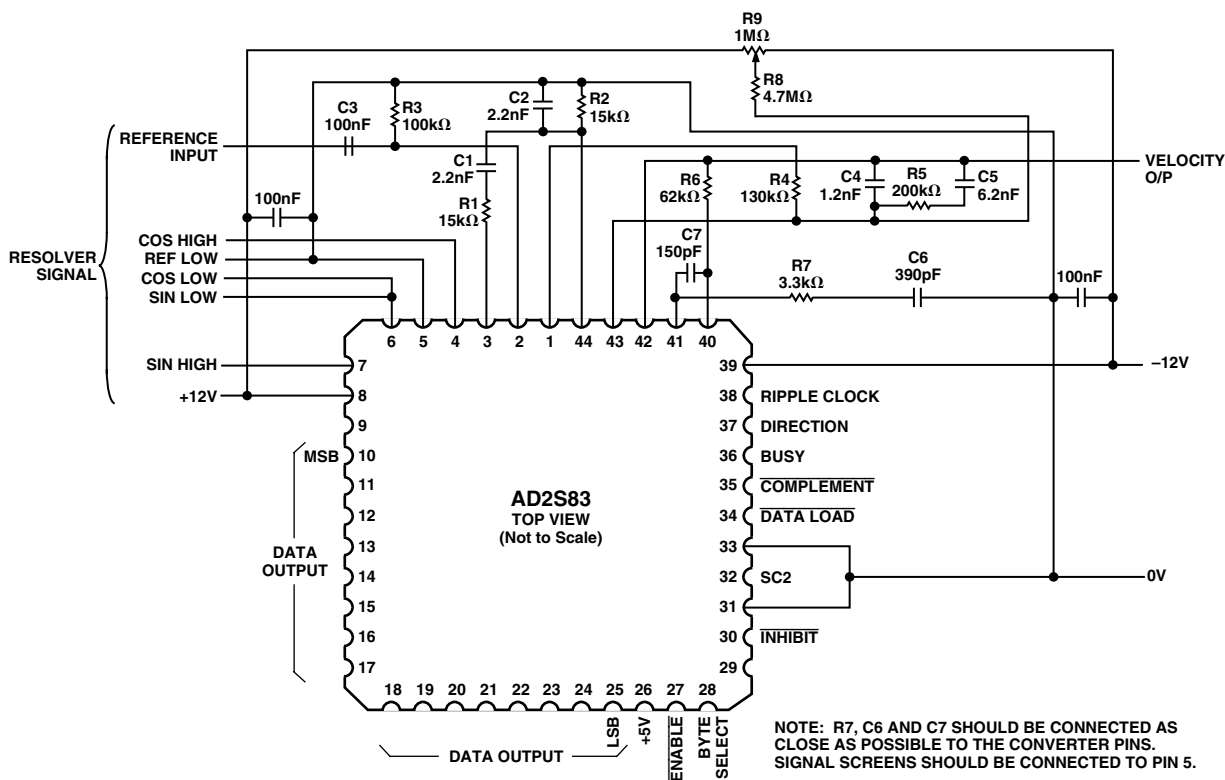 R9
1MΩ
R8
4.7MΩ
C2
2.2nF
R2
15kΩ
C3
100nF
R3
100kΩ
REFERENCE
INPUT
C1
2.2nF
R1
15kΩ
R6
62kΩ
R4
130kΩ
C4
1.2nF
R5
200kΩ
C5
6.2nF
VELOCITY
O/P
100nF
C7
150pF
R7
3.3kΩ
C6
390pF
100nF
RESOLVER
SIGNAL
COS HIGH
REF LOW
COS LOW
SIN LOW
SIN HIGH
+12V
6 5 4 3 2 1 44 43 42 41 40
7
8
9
MSB 10
11
12
13
14
15
16
17
DATA
OUTPUT
AD2S83
TOP VIEW
(Not to Scale)
39 –12V
38 RIPPLE CLOCK
37 DIRECTION
36 BUSY
35 COMPLEMENT
34 DATA LOAD
33
32 SC2
31
0V
30 INHIBIT
29
18 19 20 21 22 23 24 25 26 27 28
LSB
+5V
ENABLE
BYTE
SELECT
DATA OUTPUT
NOTE: R7, C6 AND C7 SHOULD BE CONNECTED AS
CLOSE AS POSSIBLE TO THE CONVERTER PINS.
SIGNAL SCREENS SHOULD BE CONNECTED TO PIN 5.